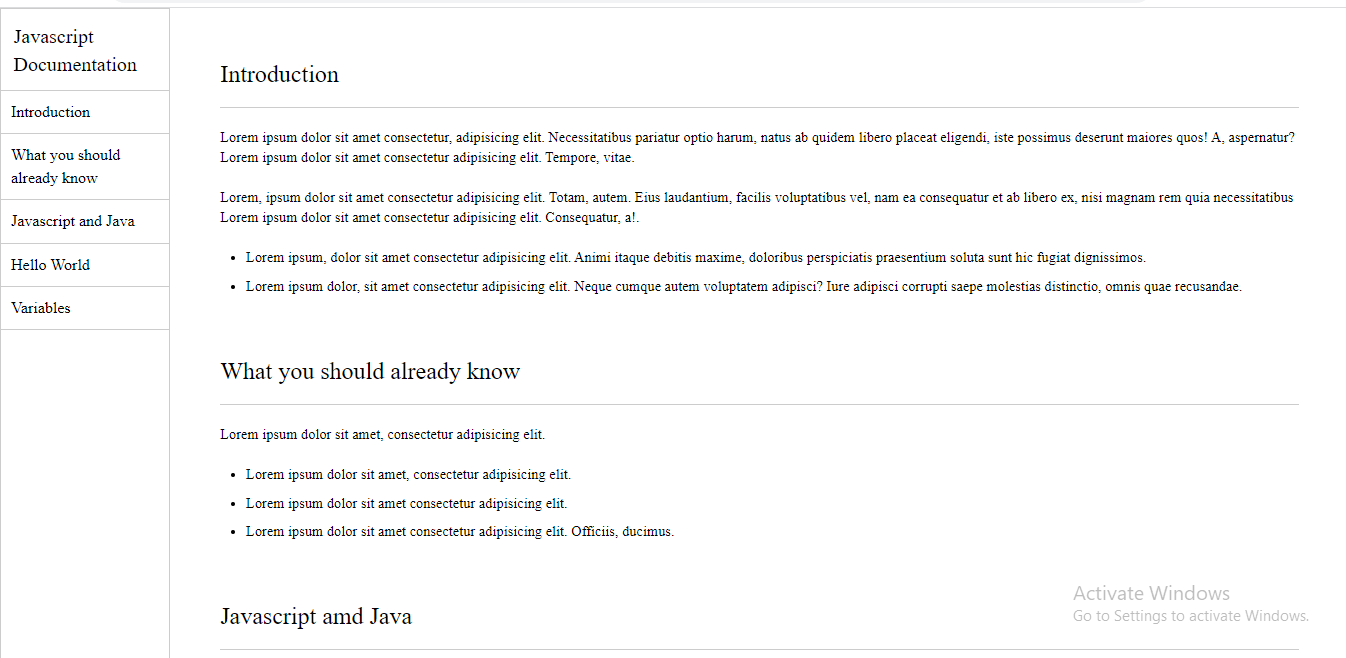 Javascript
Documentation
Introduction
What you should
already know
Javascript and Java
Hello World
Variables
Introduction
Lorem ipsum dolor sit amet consectetur, adipisicing elit. Necessitatibus pariatur optio harum, natus ab quidem libero placeat eligendi, iste possimus deserunt maiores quos! A, aspernatur?
Lorem ipsum dolor sit amet consectetur adipisicing elit. Tempore, vitae.
Lorem, ipsum dolor sit amet consectetur adipisicing elit. Totam, autem. Eius laudantium, facilis voluptatibus vel, nam ea consequatur et ab libero ex, nisi magnam rem quia necessitatibus
Lorem ipsum dolor sit amet consectetur adipisicing elit. Consequatur, a!.
• Lorem ipsum, dolor sit amet consectetur adipisicing elit. Animi itaque debitis maxime, doloribus perspiciatis praesentium soluta sunt hic fugiat dignissimos.
• Lorem ipsum dolor, sit amet consectetur adipisicing elit. Neque cumque autem voluptatem adipisci? Iure adipisci corrupti saepe molestias distinctio, omnis quae recusandae.
What you should already know
Lorem ipsum dolor sit amet, consectetur adipisicing elit.
• Lorem ipsum dolor sit amet, consectetur adipisicing elit.
• Lorem ipsum dolor sit amet consectetur adipisicing elit.
• Lorem ipsum dolor sit amet consectetur adipisicing elit. Officiis, ducimus.
Javascript amd Java
Activate Windows
Go to Settings to activate Windows.